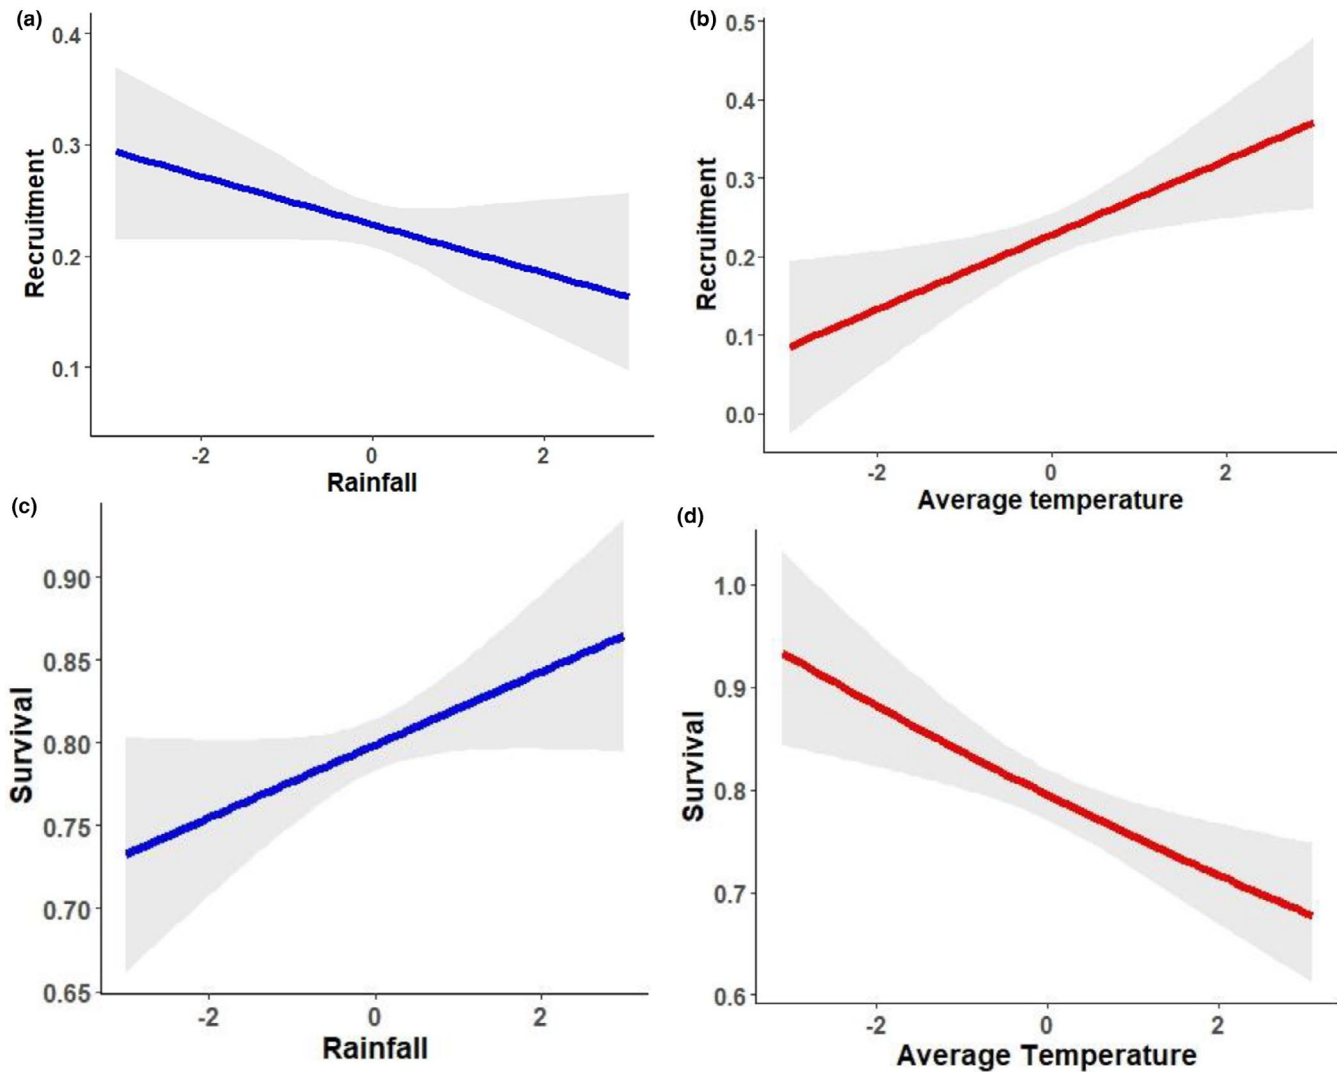 (a)
0.4
0.3
0.2
0.1
Recruitment
-2 0 2
Rainfall
(b)
0.5
0.4
0.3
0.2
0.1
0.0
Recruitment
-2 0 2
Average temperature
(c)
0.90
0.85
0.80
0.75
0.70
0.65
Survival
-2 0 2
Rainfall
(d)
1.0
0.9
0.8
0.7
0.6
Survival
-2 0 2
Average Temperature